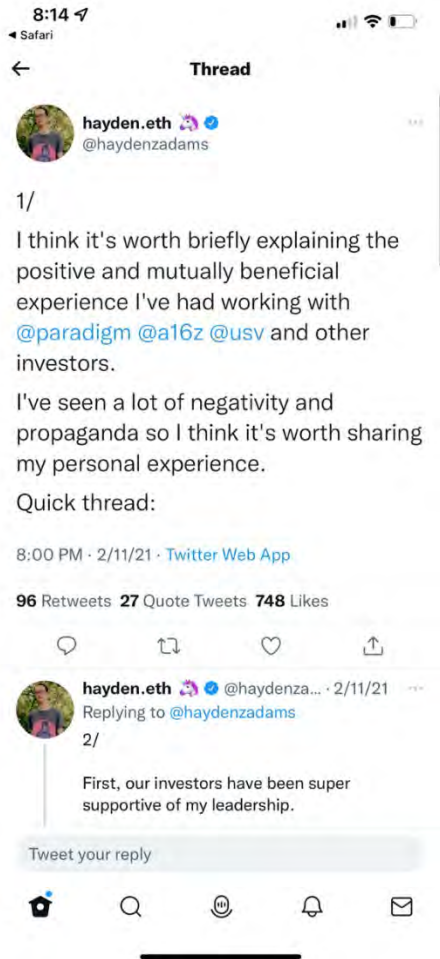 8:14
◀ Safari
Thread
hayden.eth 🦄
@haydenzadams
1/
I think it's worth briefly explaining the
positive and mutually beneficial
experience I've had working with
@paradigm @a16z @usv and other
investors.
I've seen a lot of negativity and
propaganda so I think it's worth sharing
my personal experience.
Quick thread:
8:00 PM · 2/11/21 · Twitter Web App
96 Retweets 27 Quote Tweets 748 Likes
hayden.eth 🦄 @haydenza... · 2/11/21
Replying to @haydenzadams
2/
First, our investors have been super
supportive of my leadership.
Tweet your reply